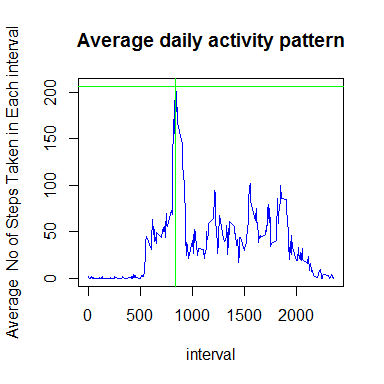 Average daily activity pattern
Average  No of Steps Taken in Each interval
200
150
100
50
0
0 500 1000 1500 2000
interval